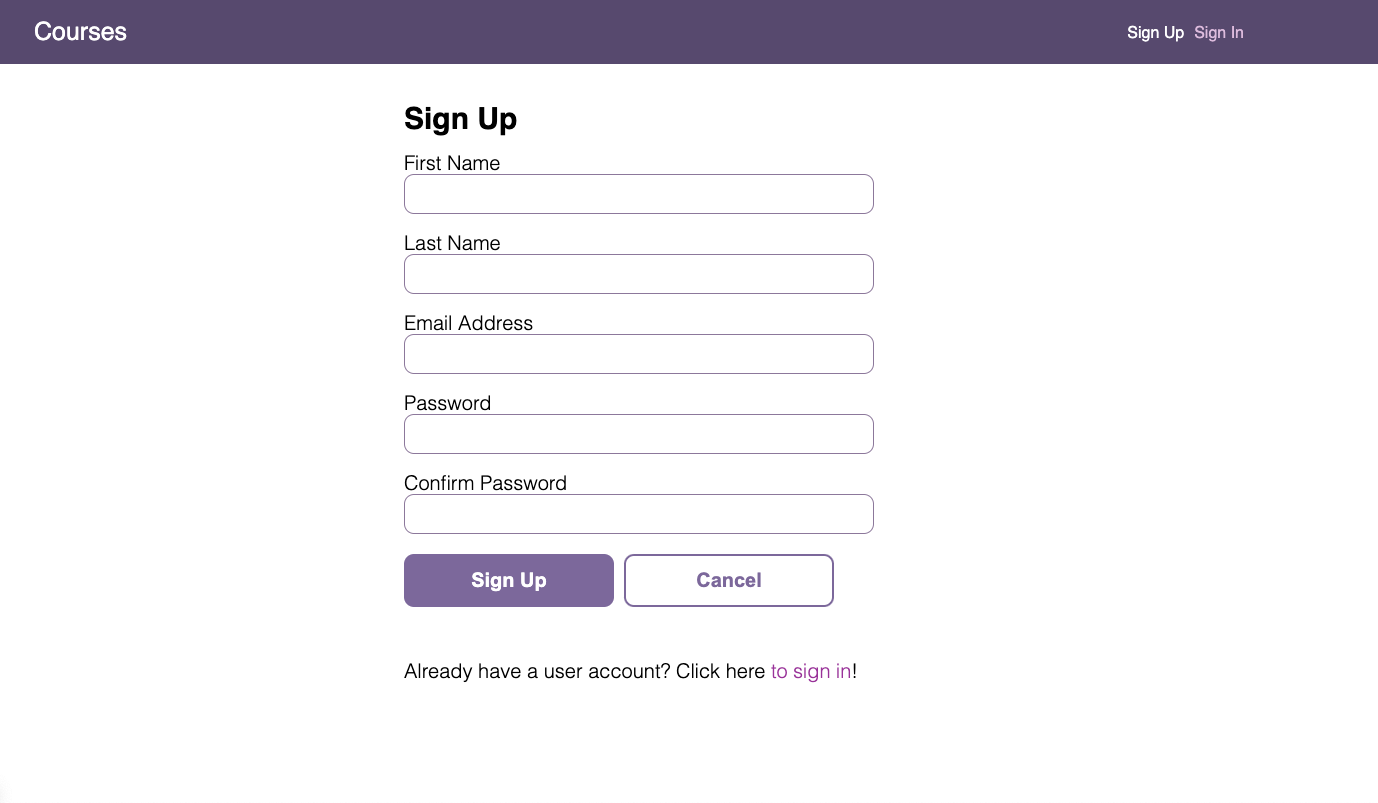 Courses
Sign Up Sign In
Sign Up
First Name
Last Name
Email Address
Password
Confirm Password
Sign Up
Cancel
Already have a user account? Click here to sign in!